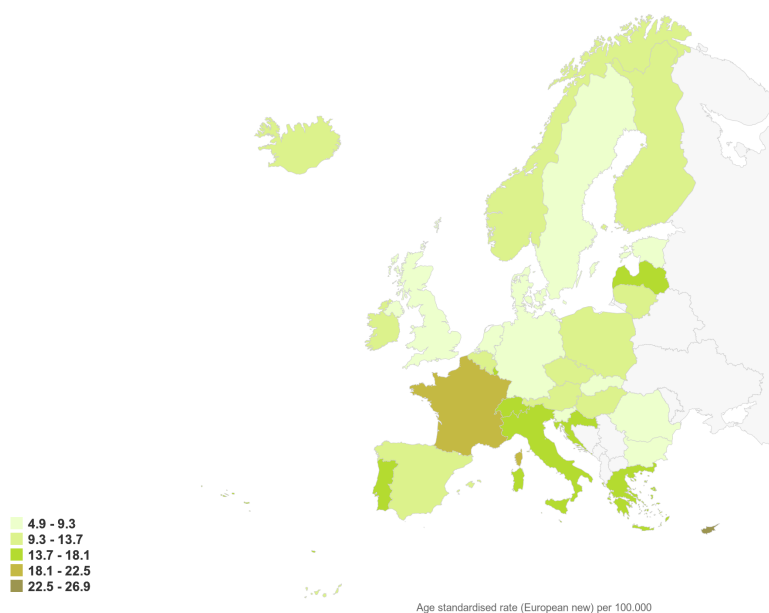 4.9 - 9.3
9.3 - 13.7
13.7 - 18.1
18.1 - 22.5
22.5 - 26.9
Age standardised rate (European new) per 100.000